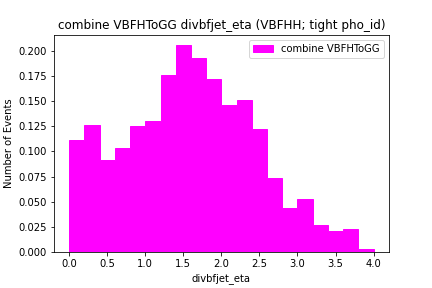 combine VBFHToGG divbfjet_eta (VBFHH; tight pho_id)
combine VBFHToGG
Number of Events
0.200
0.175
0.150
0.125
0.100
0.075
0.050
0.025
0.000
0.0 0.5 1.0 1.5 2.0 2.5 3.0 3.5 4.0
divbfjet_eta